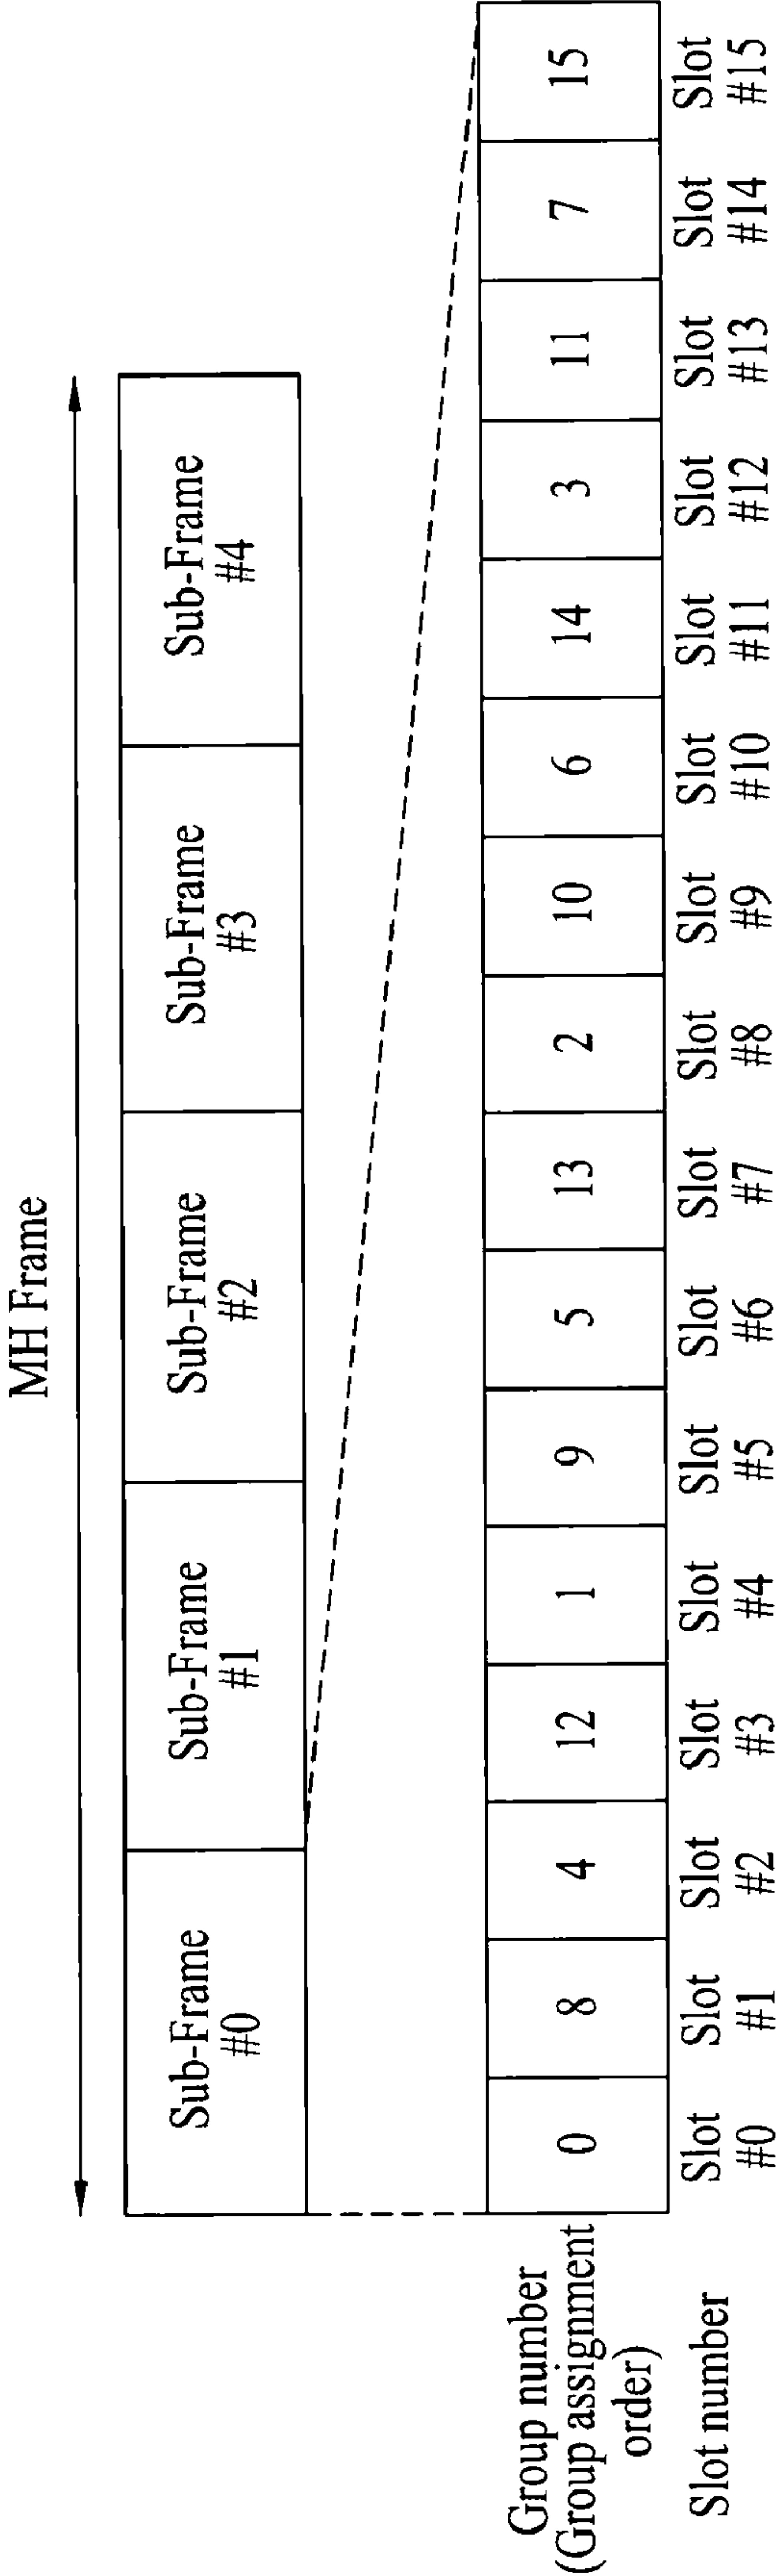 MH Frame
Sub-Frame
#0
Sub-Frame
#1
Sub-Frame
#2
Sub-Frame
#3
Sub-Frame
#4
Group number
(Group assignment
order)
0 8 4 12 1 9 5 13 2 10 6 14 3 11 7 15
Slot number
Slot
#0
Slot
#1
Slot
#2
Slot
#3
Slot
#4
Slot
#5
Slot
#6
Slot
#7
Slot
#8
Slot
#9
Slot
#10
Slot
#11
Slot
#12
Slot
#13
Slot
#14
Slot
#15